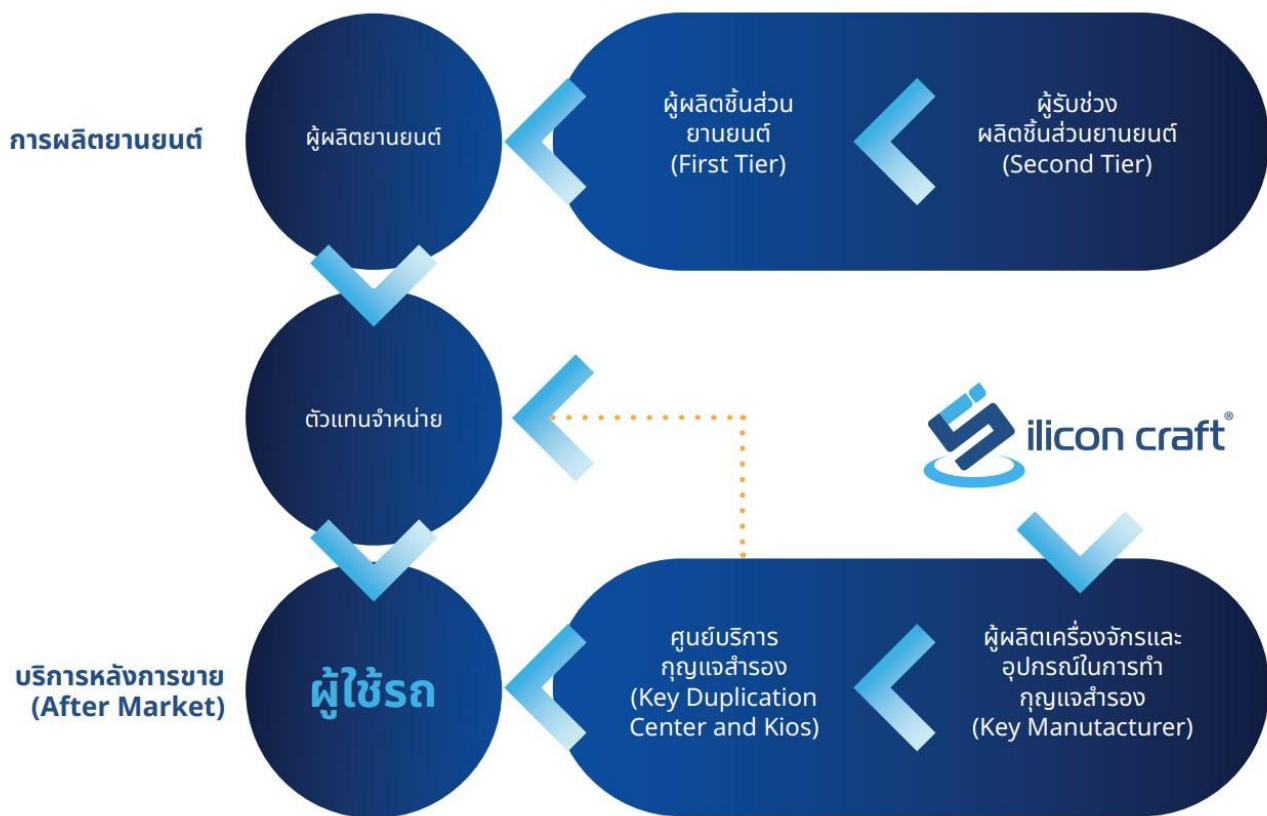 การผลิตยานยนต์
ผู้ผลิตยานยนต์
ผู้ผลิตชิ้นส่วน
ยานยนต์
(First Tier)
ผู้รับช่วง
ผลิตชิ้นส่วนยานยนต์
(Second Tier)
ตัวแทนจำหน่าย
ilicon craft®
บริการหลังการขาย
(After Market)
ผู้ใช้รถ
ศูนย์บริการ
กุญแจสำรอง
(Key Duplication
Center and Kios)
ผู้ผลิตเครื่องจักรและ
อุปกรณ์ในการทำ
กุญแจสำรอง
(Key Manutacturer)